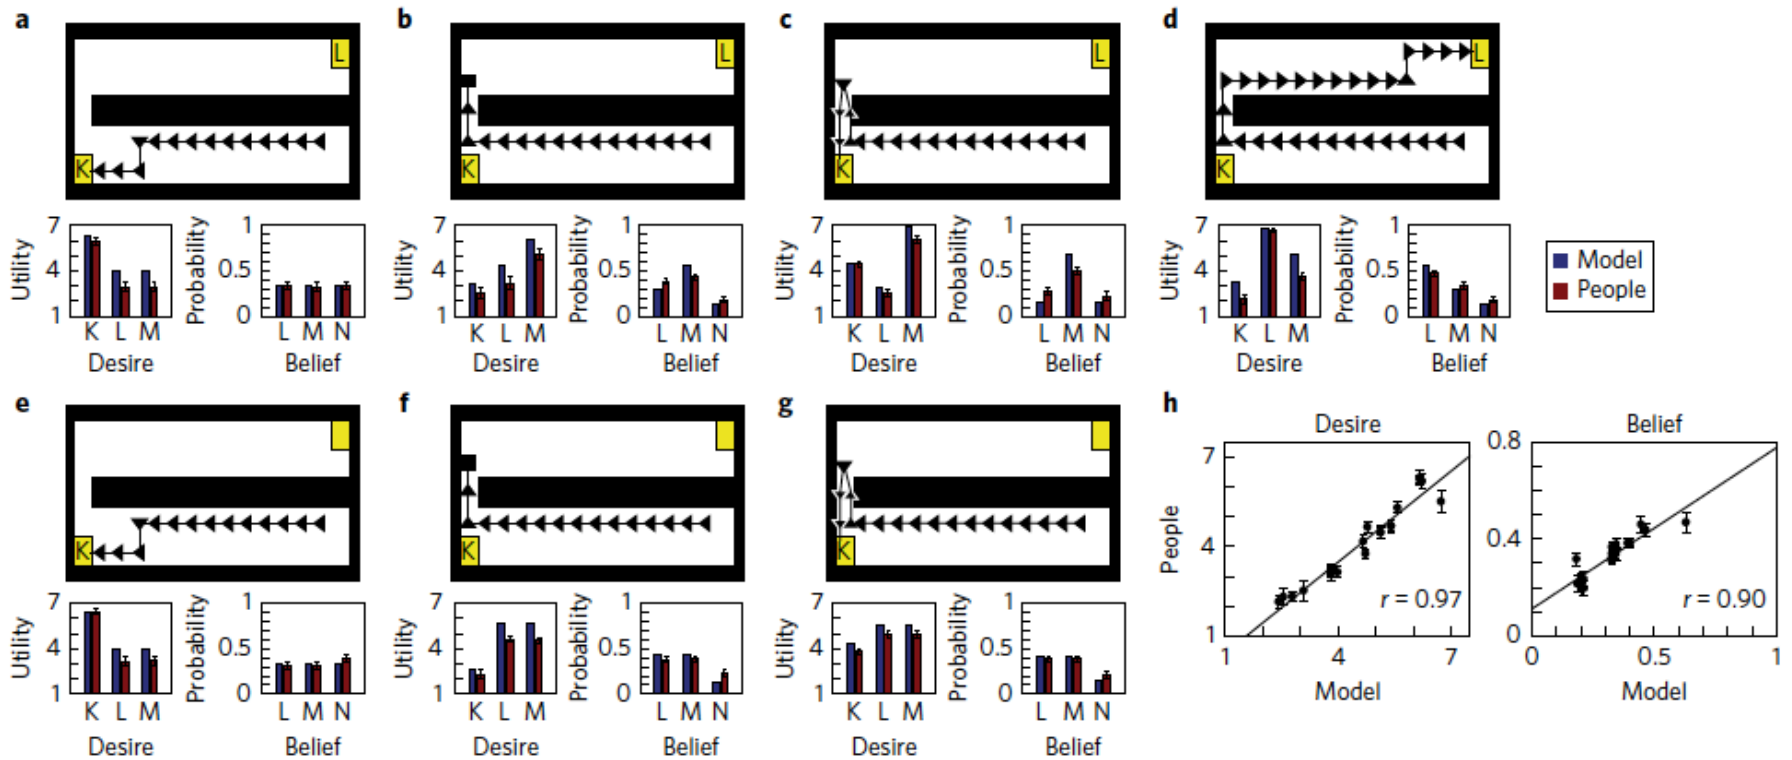 a b c d
L L L L
K K K K
7 4 1 Utility K L M Desire
1 0.5 0 Probability L M N Belief
7 4 1 Utility K L M Desire
1 0.5 0 Probability L M N Belief
7 4 1 Utility K L M Desire
1 0.5 0 Probability L M N Belief
7 4 1 Utility K L M Desire
1 0.5 0 Probability L M N Belief
Model
People
e f g h
K K K
7 4 1 Utility K L M Desire
1 0.5 0 Probability L M N Belief
7 4 1 Utility K L M Desire
1 0.5 0 Probability L M N Belief
7 4 1 Utility K L M Desire
1 0.5 0 Probability L M N Belief
Desire
7 4 1 People
r = 0.97
1 4 7
Model
Belief
0.8 0.4 0
r = 0.90
0 0.5 1
Model